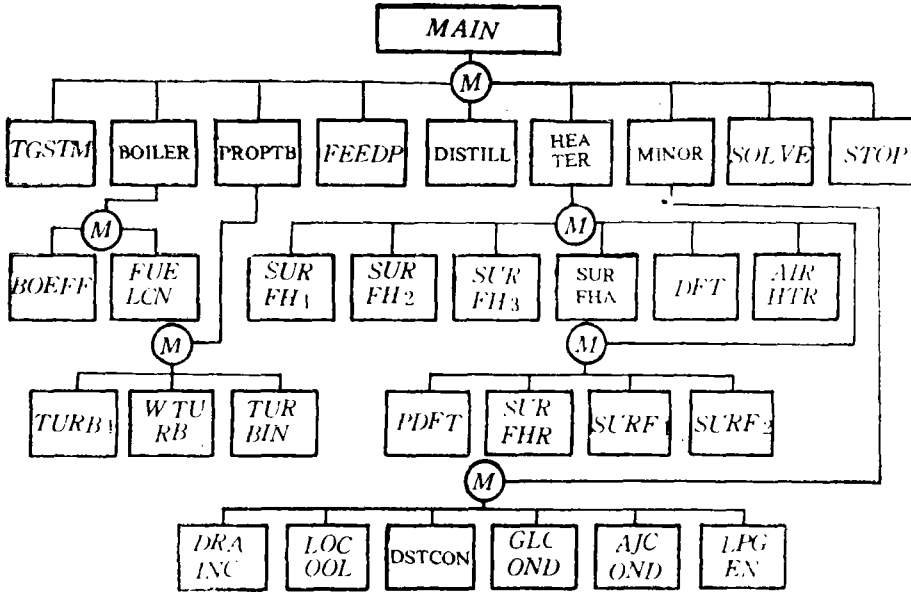 MAIN
M
TGSTM
BOILER
PROPTB
FEEDP
DISTILL
HEA
TER
MINOR
SOLVE
STOP
M
M
BOEFF
FUE
LCN
SUR
FH1
SUR
FH2
SUR
FH3
SUR
FHA
DFT
AIR
HTR
M
M
TURB1
WTU
RB
TUR
BIN
PDFT
SUR
FHR
SURF1
SURF2
M
DRA
INC
LOC
OOL
DSTCON
GLC
OND
AJC
OND
LPG
EN